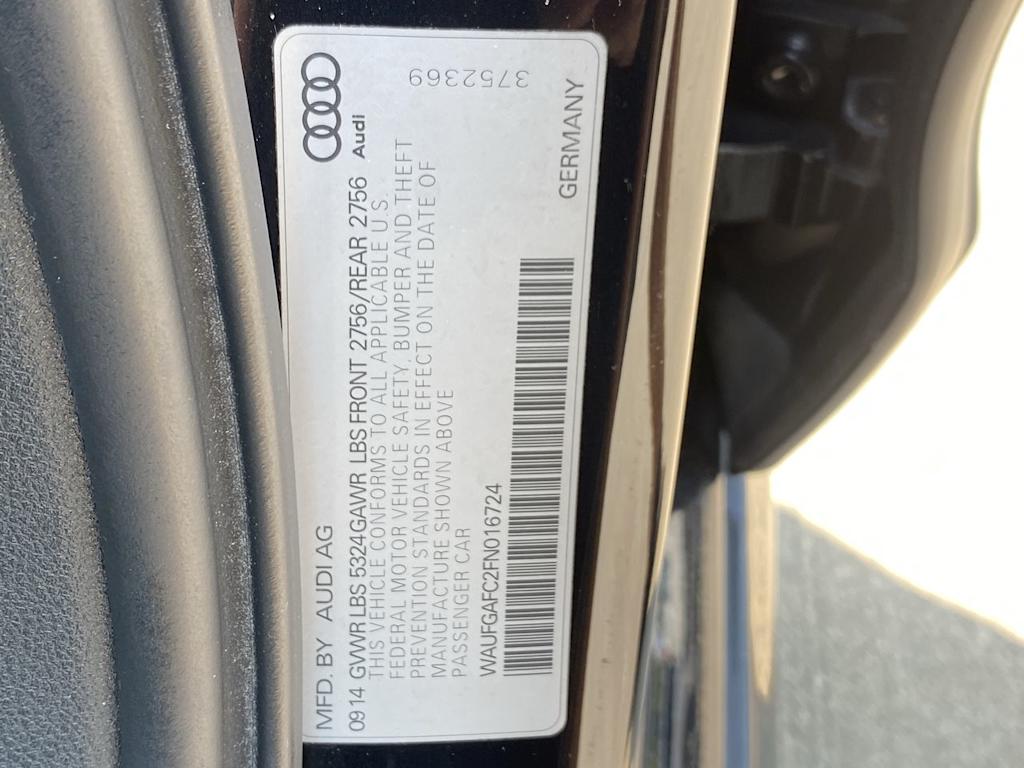 MFD. BY AUDI AG
Audi
0914 GVWR LBS 5324GAWR LBS FRONT 2756/REAR 2756
THIS VEHICLE CONFORMS TO ALL APPLICABLE U.S.
FEDERAL MOTOR VEHICLE SAFETY, BUMPER AND THEFT
PREVENTION STANDARDS IN EFFECT ON THE DATE OF
MANUFACTURE SHOWN ABOVE
PASSENGER CAR
3752369
WAUFGAFC2FN016724
GERMANY